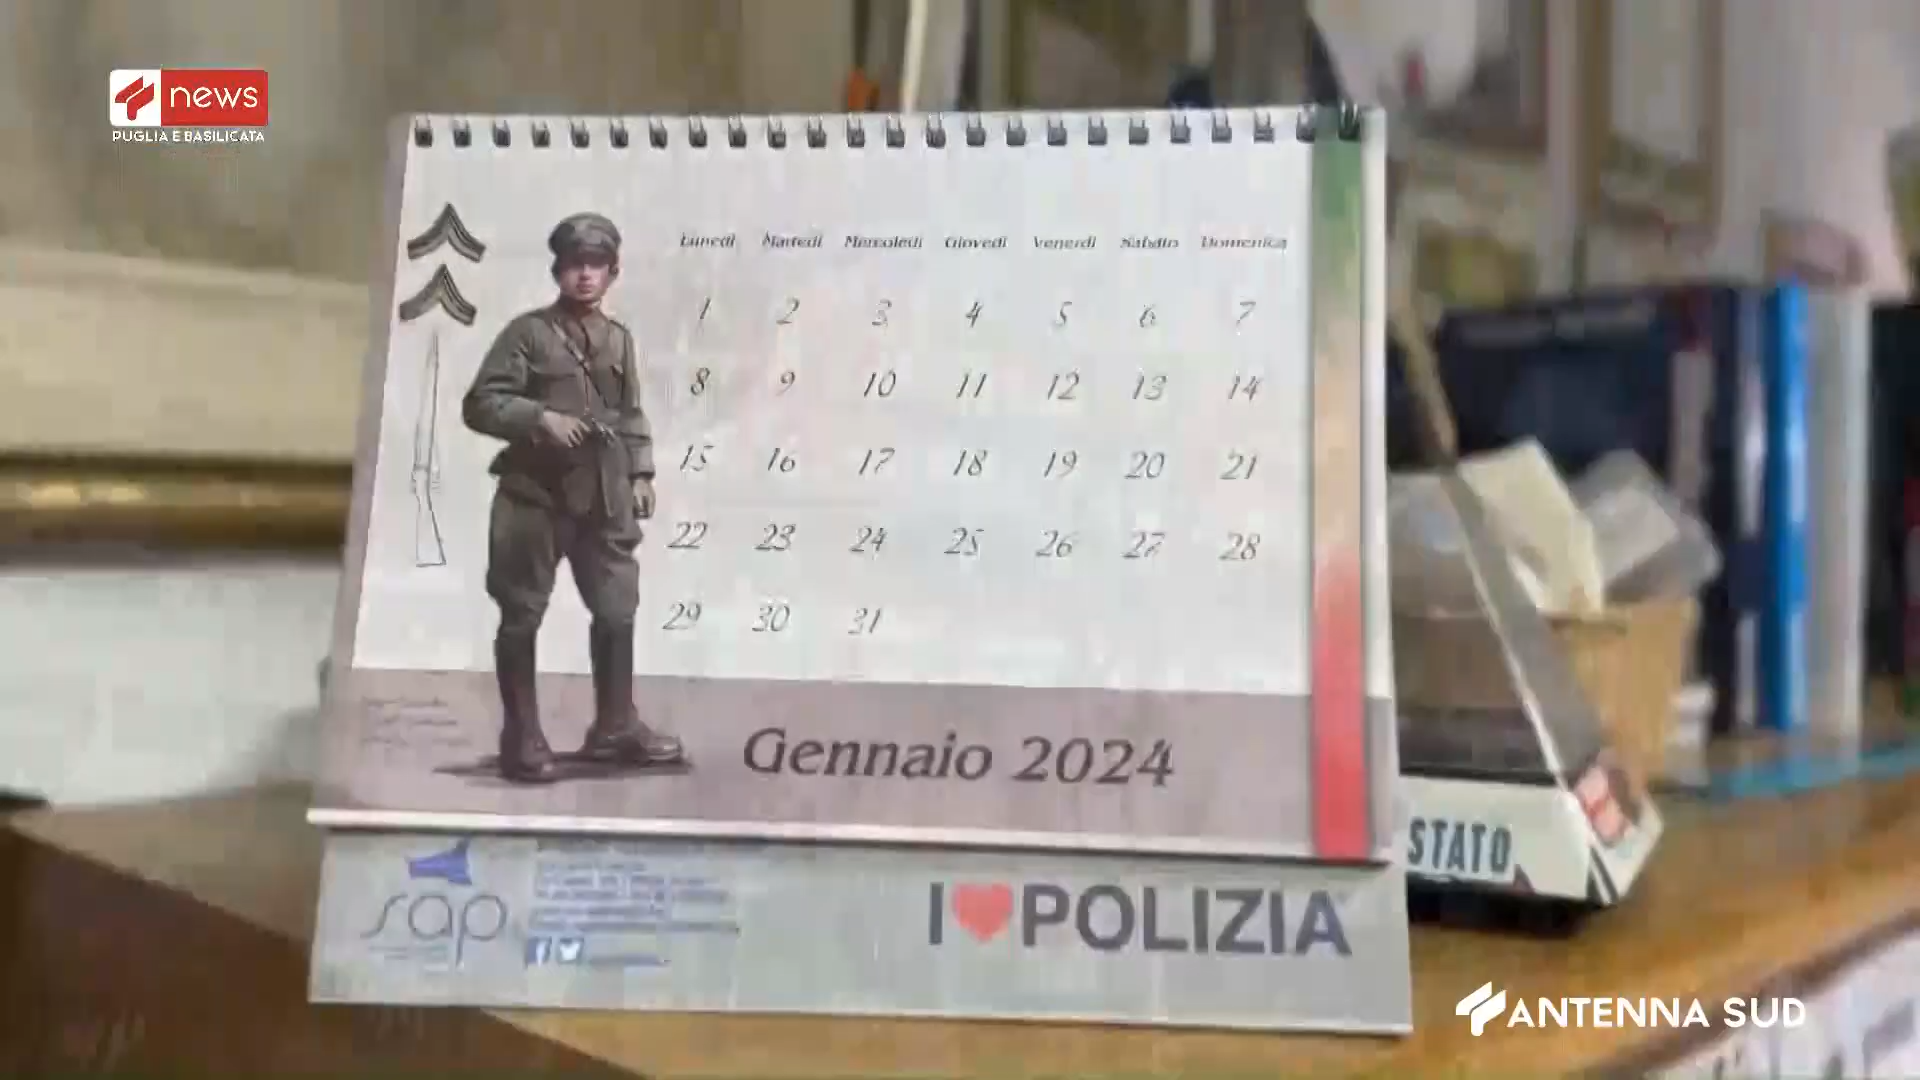 news
PUGLIA E BASILICATA
Lunedì Martedì Mercoledì Giovedì Venerdì Sabato Domenica
1 2 3 4 5 6 7
8 9 10 11 12 13 14
15 16 17 18 19 20 21
22 23 24 25 26 27 28
29 30 31
Gennaio 2024
STATO
sap
I ❤ POLIZIA
ANTENNA SUD